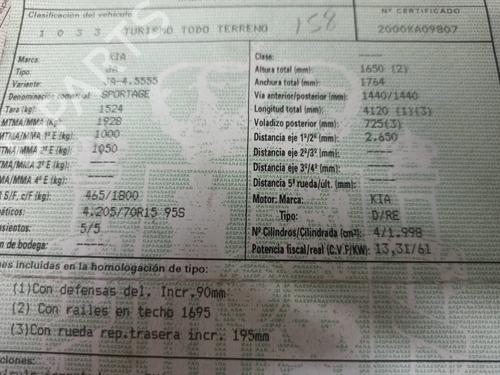 Clasificación del vehículo
Nº CERTIFICADO
1 0 3 3 TURISMO TODO TERRENO
158
2000KA09807
Marca: KIA
Clase: ----
Tipo: JA
Altura total (mm): 1650 (2)
Variante: JA-4.5555
Anchura total (mm): 1764
Denominación comercial: SPORTAGE
Vía anterior/posterior (mm): 1440/1440
Tara (kg): 1524
Longitud total (mm): 4120 (1)(3)
MTMA/MMA (kg): 1928
Voladizo posterior (mm): 725(3)
MTMA/MMA 1º E (kg): 1000
Distancia eje 1º/2º (mm): 2.650
MTMA/MMA 2º E (kg): 1050
Distancia eje 2º/3º (mm): ----
TMA/MMA 3º E (kg): ----
Distancia eje 3º/4º (mm): ----
MA/MMA 4º E (kg): ----
Distancia 5ª rueda/ult. (mm): ----
S/F, c/F (kg): 465/1800
Motor: Marca: KIA
áticos: 4.205/70R15 95S
Tipo: D/RE
asientos: 5/5
Nº Cilindros/Cilindrada (cm³): 4/1.998
n de bodega: ----
Potencia fiscal/real (C.V.F/KW): 13,31/61
nes incluidas en la homologación de tipo:
(1)Con defensas del. Incr.90mm
(2) Con railes en techo 1695
(3)Con rueda rep.trasera incr. 195mm
ciones: